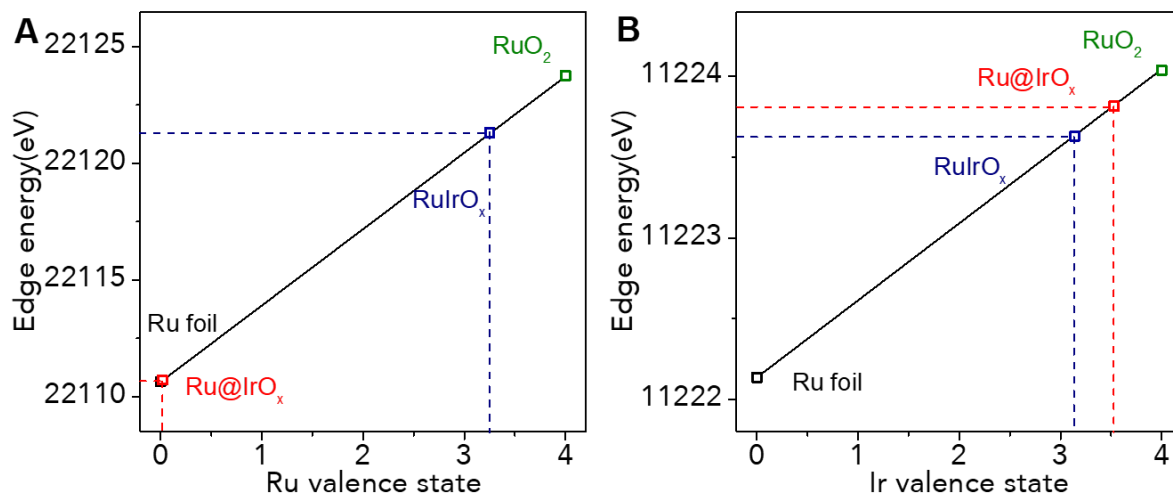 A
22125
22120
22115
22110
Edge energy(eV)
RuO₂
RuIrOₓ
Ru foil
Ru@IrOₓ
0 1 2 3 4
Ru valence state
B
11224
11223
11222
Edge energy(eV)
RuO₂
Ru@IrOₓ
RuIrOₓ
Ru foil
0 1 2 3 4
Ir valence state